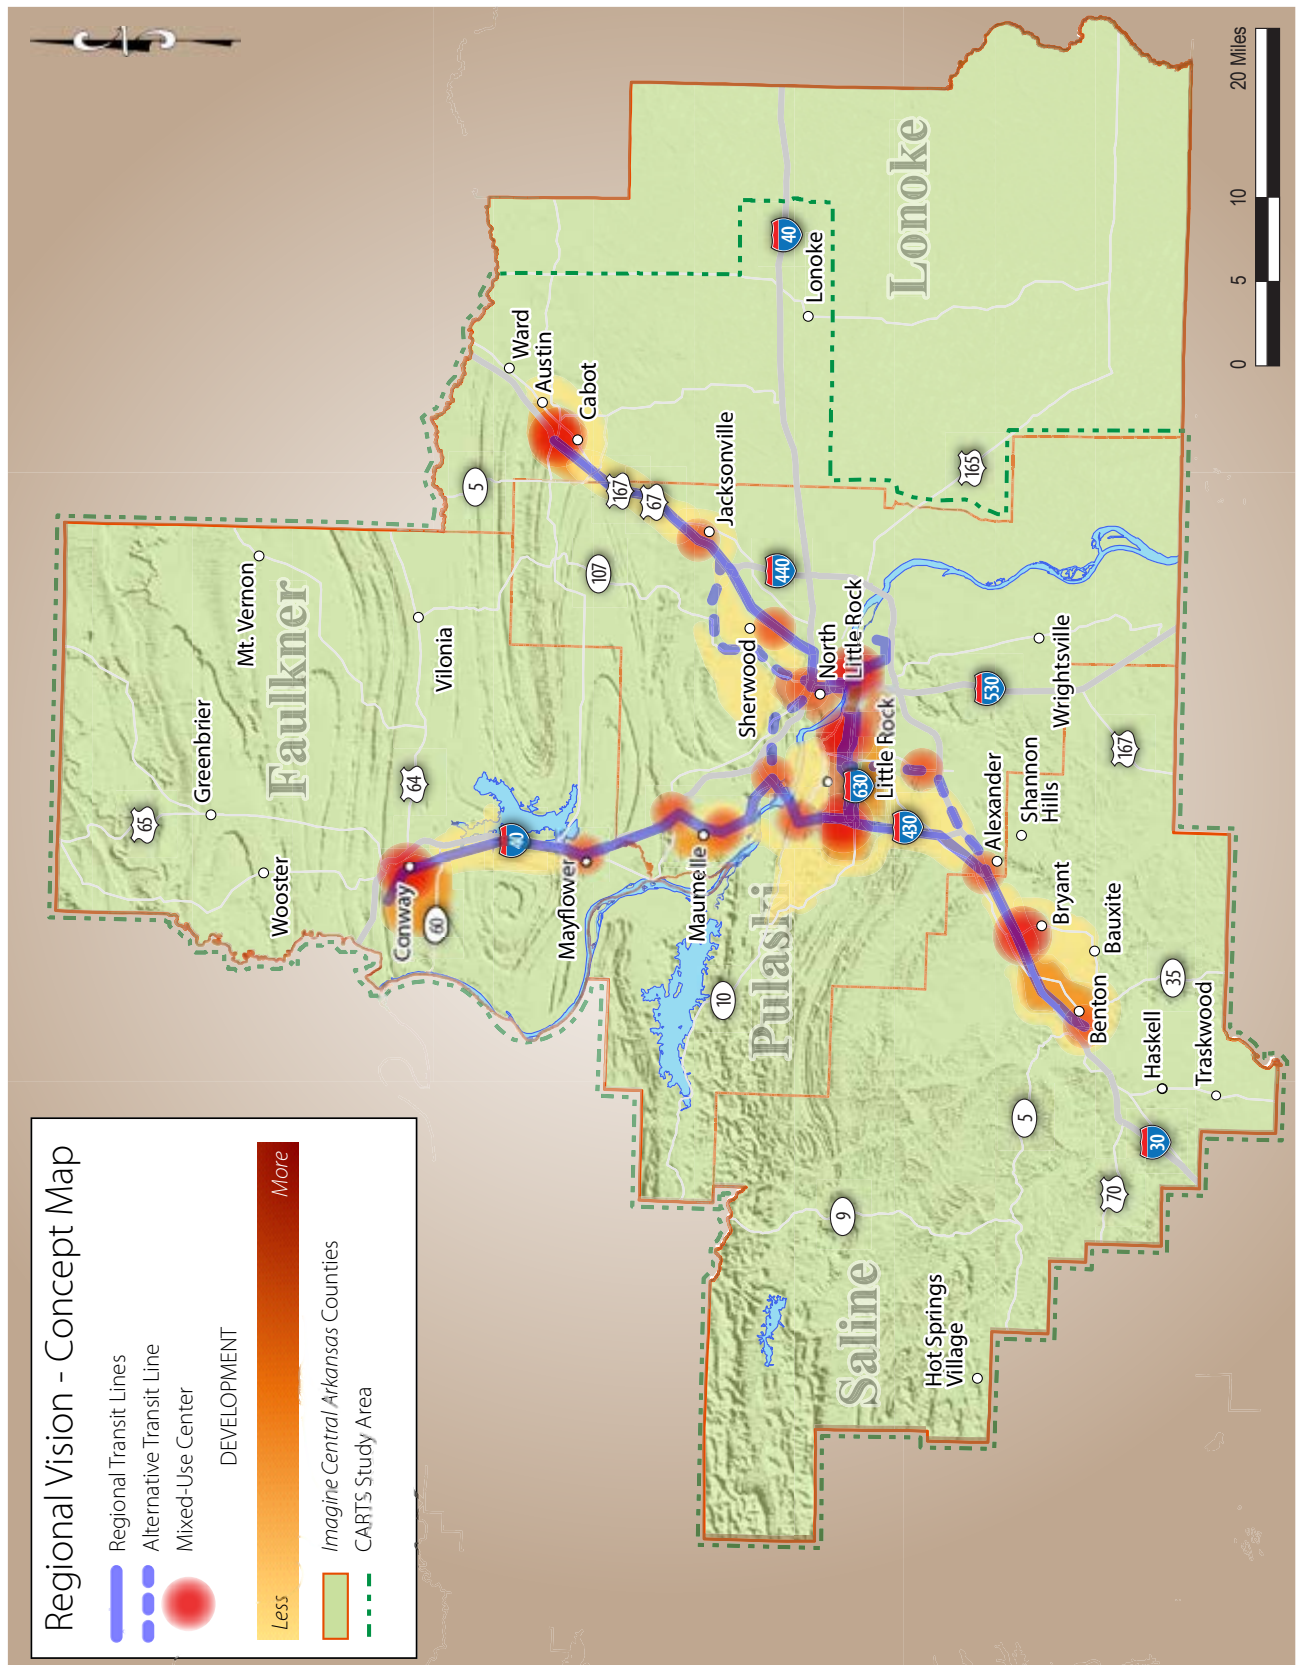 Regional Vision - Concept Map
Regional Transit Lines
Alternative Transit Line
Mixed-Use Center
DEVELOPMENT
Less
More
Imagine Central Arkansas Counties
CARTS Study Area
Faulkner
Greenbrier
Mt. Vernon
Wooster
Vilonia
65
64
Conway
60
40
5
107
Mayflower
Maumelle
Ward
Austin
Cabot
167
67
Jacksonville
440
Sherwood
North
Little Rock
Little Rock
630
430
530
10
Pulaski
Lonoke
40
Lonoke
165
Wrightsville
167
Alexander
Shannon
Hills
Bryant
Bauxite
Benton
35
Haskell
Traskwood
30
70
5
9
Saline
Hot Springs
Village
0
5
10
20 Miles